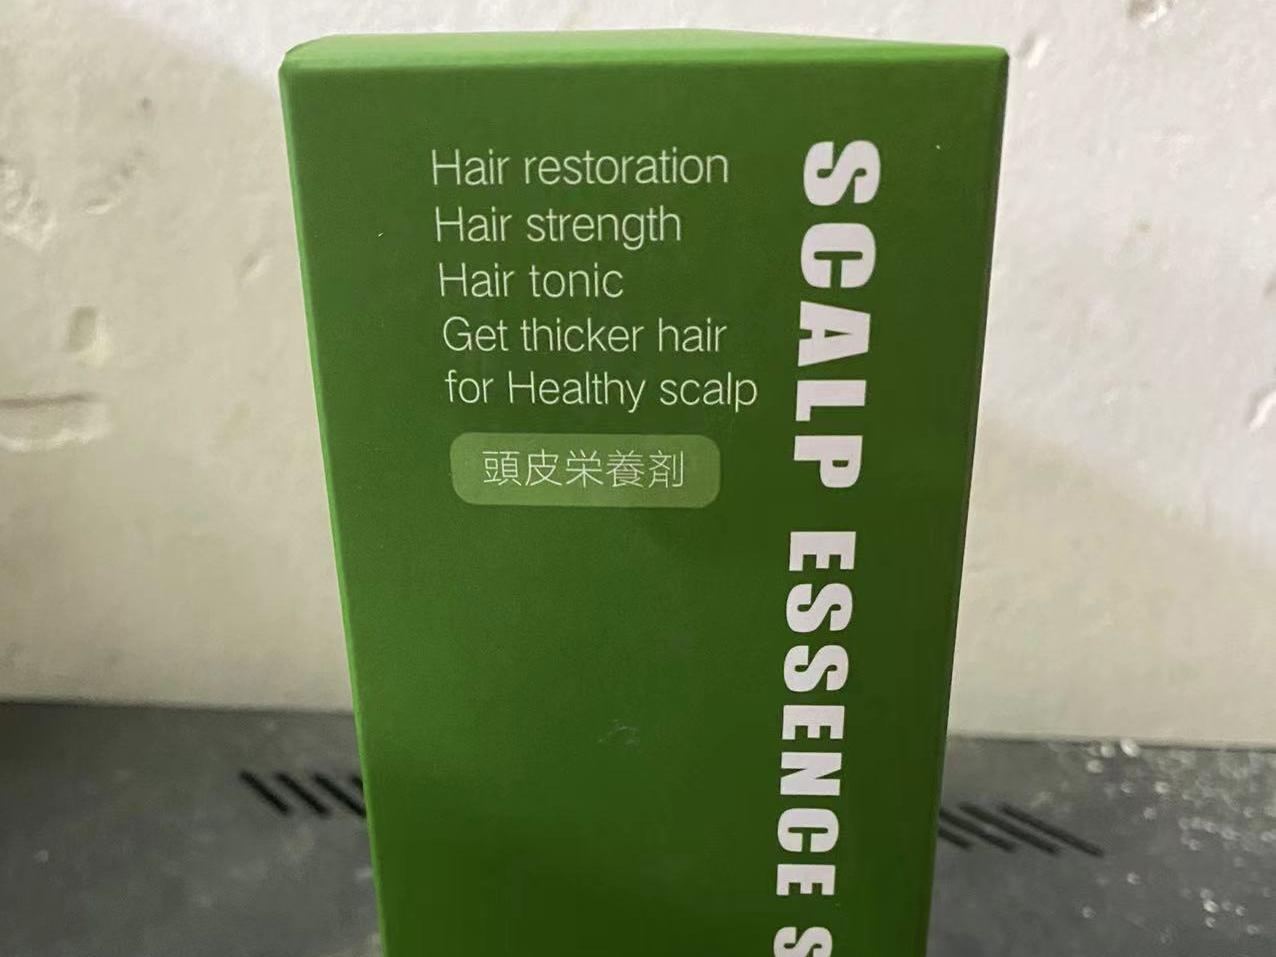 Hair restoration
Hair strength
Hair tonic
Get thicker hair
for Healthy scalp
頭皮栄養剤
SCALP ESSENCE S